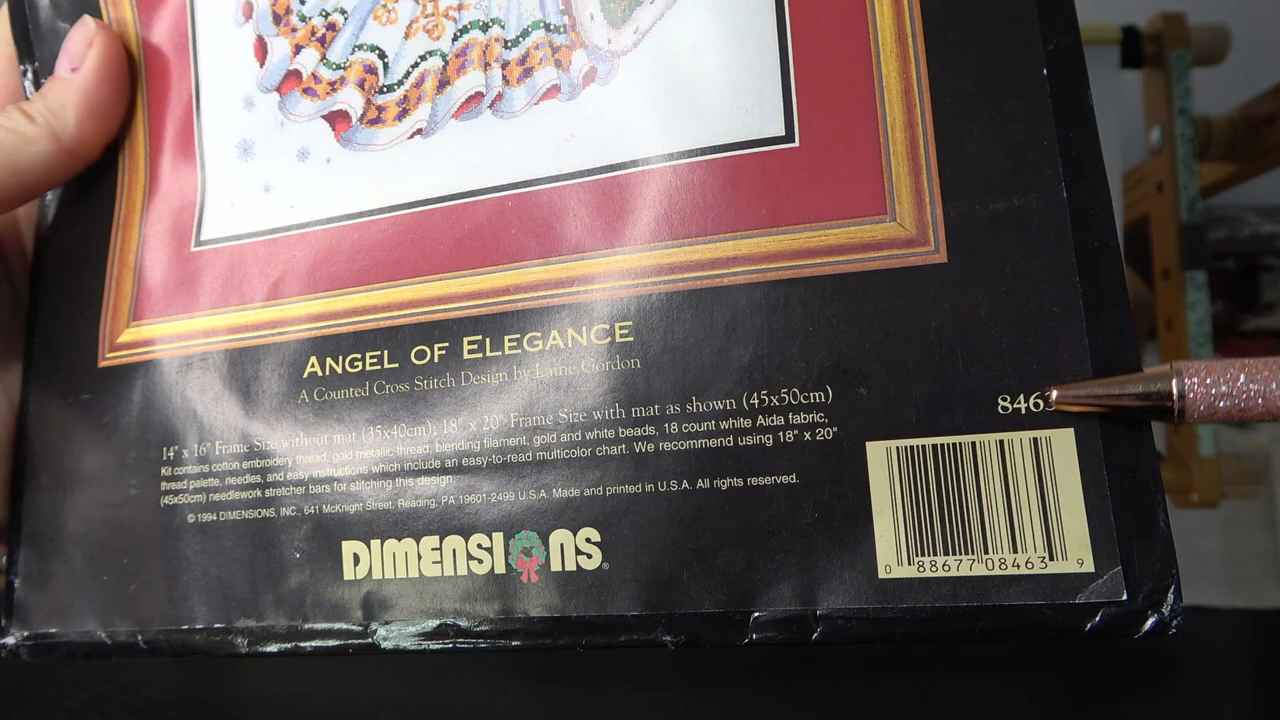 ANGEL OF ELEGANCE
A Counted Cross Stitch Design by Laine Gordon
14" x 16" Frame Size without mat (35x40cm); 18" x 20" Frame Size with mat as shown (45x50cm)
Kit contains cotton embroidery thread, gold metallic thread, blending filament, gold and white beads, 18 count white Aida fabric,
thread palette, needles, and easy instructions which include an easy-to-read multicolor chart. We recommend using 18" x 20"
(45x50cm) needlework stretcher bars for stitching this design.
© 1994 DIMENSIONS, INC., 641 McKnight Street, Reading, PA 19601-2499 U.S.A. Made and printed in U.S.A. All rights reserved.
DIMENSIONS®
8463
0 88677 08463 9